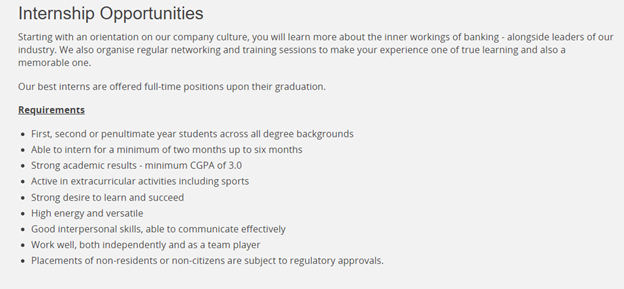 Internship Opportunities
Starting with an orientation on our company culture, you will learn more about the inner workings of banking - alongside leaders of our
industry. We also organise regular networking and training sessions to make your experience one of true learning and also a
memorable one.
Our best interns are offered full-time positions upon their graduation.
Requirements
• First, second or penultimate year students across all degree backgrounds
• Able to intern for a minimum of two months up to six months
• Strong academic results - minimum CGPA of 3.0
• Active in extracurricular activities including sports
• Strong desire to learn and succeed
• High energy and versatile
• Good interpersonal skills, able to communicate effectively
• Work well, both independently and as a team player
• Placements of non-residents or non-citizens are subject to regulatory approvals.